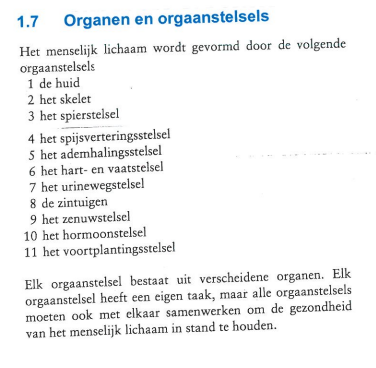 1.7 Organen en orgaanstelsels
Het menselijk lichaam wordt gevormd door de volgende
orgaanstelsels
1 de huid
2 het skelet
3 het spierstelsel
4 het spijsverteringsstelsel
5 het ademhalingsstelsel
6 het hart- en vaatstelsel
7 het urinewegstelsel
8 de zintuigen
9 het zenuwstelsel
10 het hormoonstelsel
11 het voortplantingsstelsel
Elk orgaanstelsel bestaat uit verscheidene organen. Elk
orgaanstelsel heeft een eigen taak, maar alle orgaanstelsels
moeten ook met elkaar samenwerken om de gezondheid
van het menselijk lichaam in stand te houden.